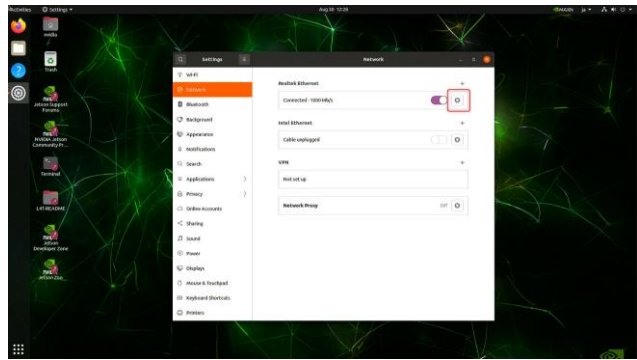 Activities
Settings
Aug 30 12:28
MAXN
ja
nvidia
Trash
Jetson Support
Forums
NVIDIA Jetson
Community Pr...
Terminal
L4T-README
Jetson
Developer Zone
Jetson Zoo
Settings
Network
Wi-Fi
Network
Bluetooth
Background
Appearance
Notifications
Search
Applications
Privacy
Online Accounts
Sharing
Sound
Power
Displays
Mouse & Touchpad
Keyboard Shortcuts
Printers
Realtek Ethernet
Connected - 1000 Mb/s
Intel Ethernet
Cable unplugged
VPN
Not set up
Network Proxy
Off